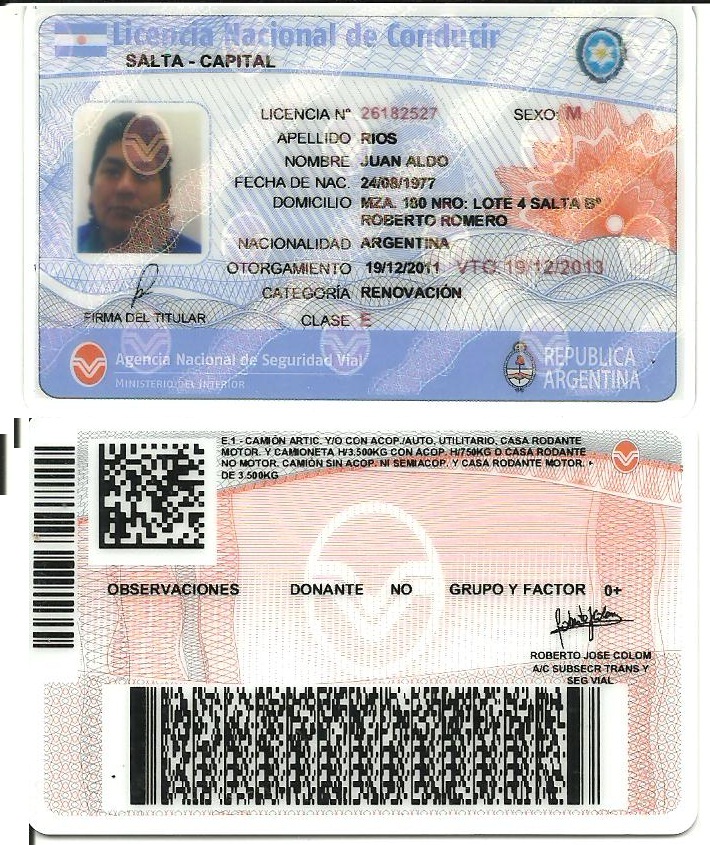 Licencia Nacional de Conducir
SALTA - CAPITAL
LICENCIA Nº 26182527 SEXO: M
APELLIDO RIOS
NOMBRE JUAN ALDO
FECHA DE NAC. 24/08/1977
DOMICILIO MZA. 180 NRO: LOTE 4 SALTA Bº
ROBERTO ROMERO
NACIONALIDAD ARGENTINA
OTORGAMIENTO 19/12/2011 VTO 19/12/2013
CATEGORÍA RENOVACIÓN
FIRMA DEL TITULAR
CLASE E
Agencia Nacional de Seguridad Vial
MINISTERIO DEL INTERIOR
REPUBLICA
ARGENTINA
E.1 - CAMIÓN ARTIC. Y/O CON ACOP./AUTO, UTILITARIO, CASA RODANTE
MOTOR. Y CAMIONETA H/3.500KG CON ACOP. H/750KG O CASA RODANTE
NO MOTOR. CAMIÓN SIN ACOP. NI SEMIACOP. Y CASA RODANTE MOTOR. +
DE 3.500KG
OBSERVACIONES DONANTE NO GRUPO Y FACTOR 0+
ROBERTO JOSE COLOM
A/C SUBSECR TRANS Y
SEG VIAL